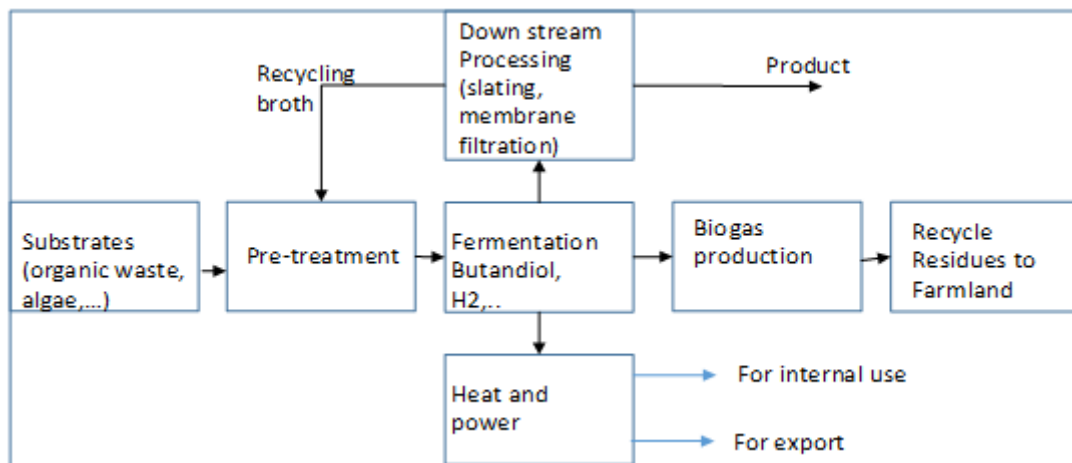 Down stream
Processing
(slating,
membrane
filtration)
Recycling
broth
Product
Substrates
(organic waste,
algae,...)
Pre-treatment
Fermentation
Butandiol,
H2,..
Biogas
production
Recycle
Residues to
Farmland
Heat and
power
For internal use
For export